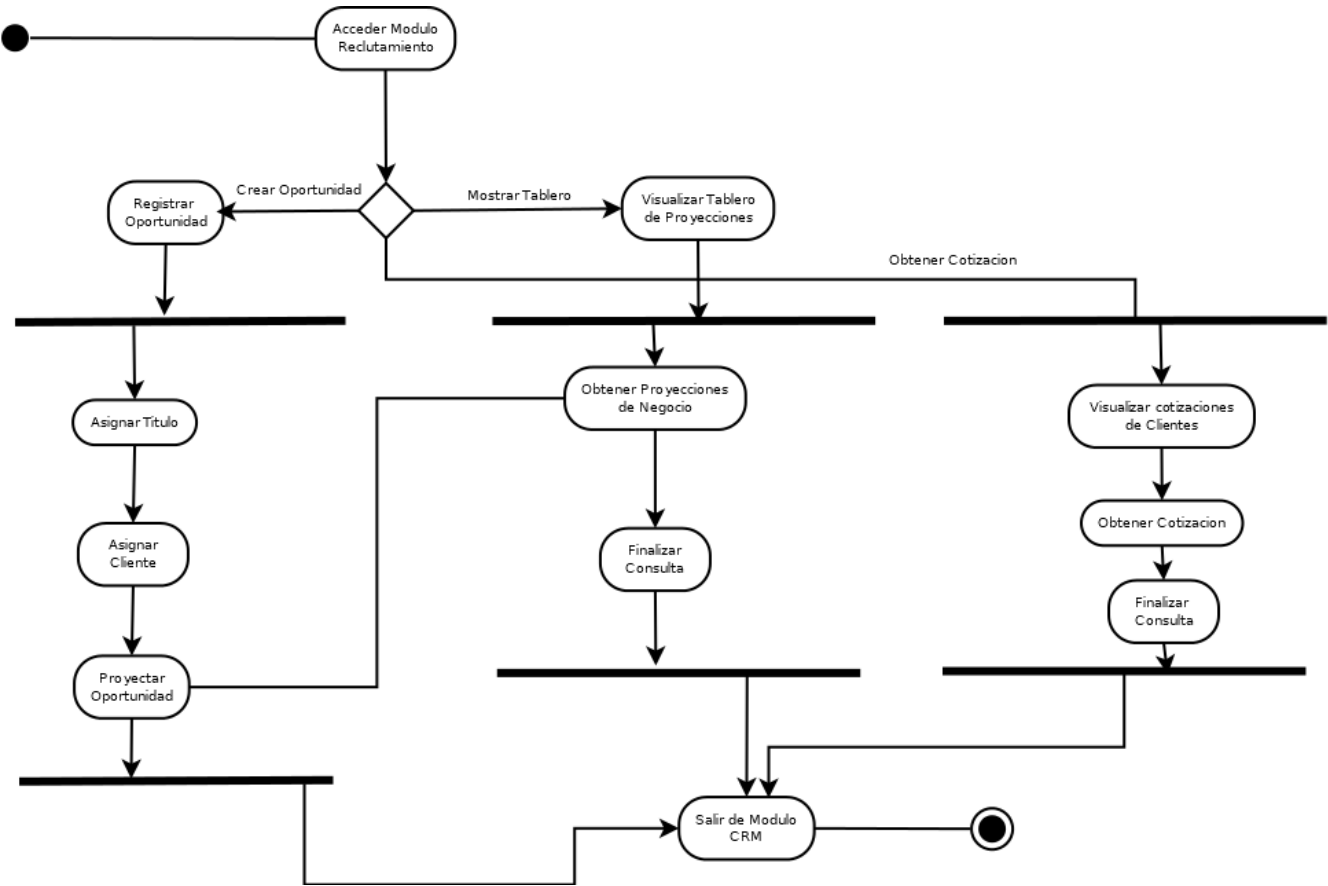 Acceder Modulo
Reclutamiento
Crear Oportunidad
Mostrar Tablero
Registrar
Oportunidad
Visualizar Tablero
de Proyecciones
Obtener Cotizacion
Obtener Proyecciones
de Negocio
Visualizar cotizaciones
de Clientes
Asignar Titulo
Obtener Cotizacion
Asignar
Cliente
Finalizar
Consulta
Finalizar
Consulta
Proyectar
Oportunidad
Salir de Modulo
CRM